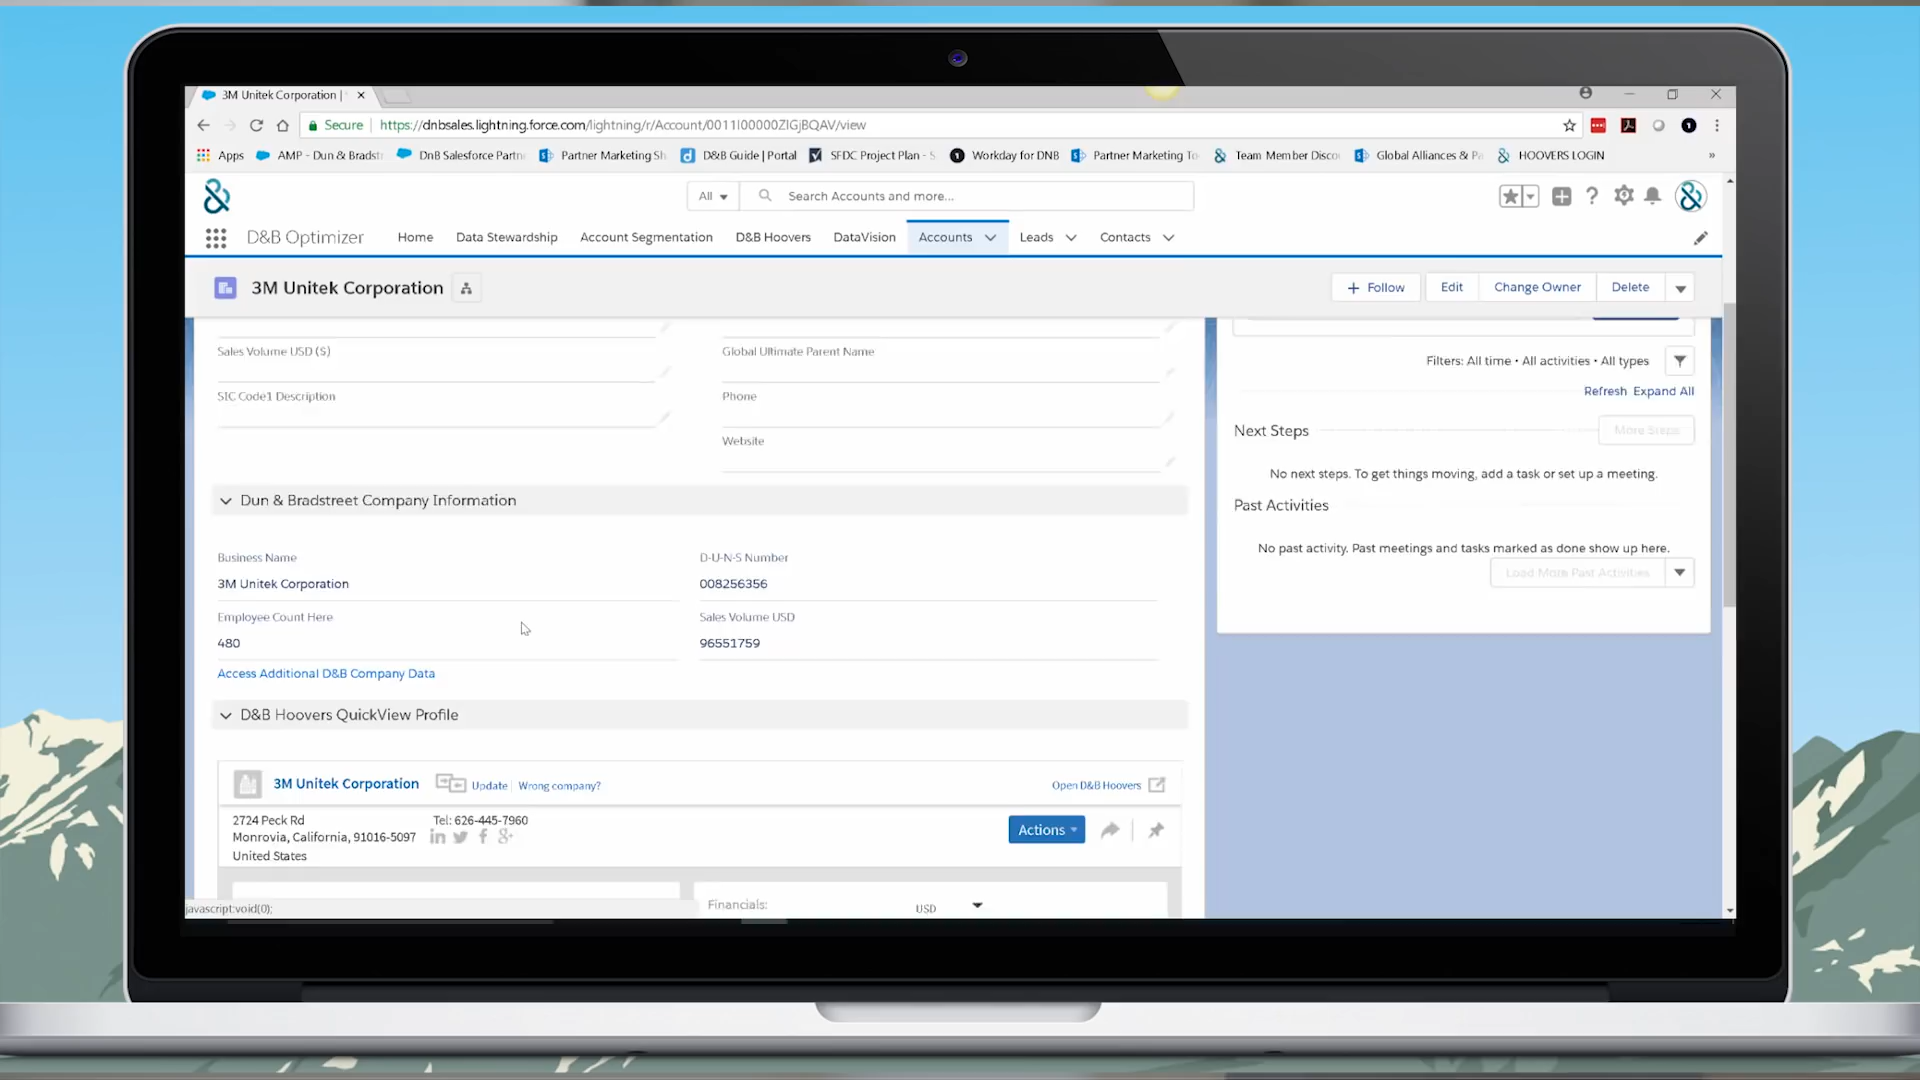 3M Unitek Corporation |
Secure | https://dnbsales.lightning.force.com/lightning/r/Account/0011I00000ZIGjBQAV/view
Apps AMP - Dun & Bradstr DnB Salesforce Partn Partner Marketing Sh D&B Guide | Portal SFDC Project Plan - S Workday for DNB Partner Marketing To Team Member Disco Global Alliances & Pa HOOVERS LOGIN »
All Search Accounts and more...
D&B Optimizer Home Data Stewardship Account Segmentation D&B Hoovers DataVision Accounts Leads Contacts
3M Unitek Corporation + Follow Edit Change Owner Delete
Sales Volume USD ($) Global Ultimate Parent Name
SIC Code1 Description Phone
Website
Filters: All time • All activities • All types
Refresh Expand All
Next Steps More Steps
No next steps. To get things moving, add a task or set up a meeting.
Past Activities
No past activity. Past meetings and tasks marked as done show up here.
Load More Past Activities
Dun & Bradstreet Company Information
Business Name D-U-N-S Number
3M Unitek Corporation 008256356
Employee Count Here Sales Volume USD
480 96551759
Access Additional D&B Company Data
D&B Hoovers QuickView Profile
3M Unitek Corporation Update | Wrong company? Open D&B Hoovers
2724 Peck Rd Tel: 626-445-7960
Monrovia, California, 91016-5097
United States
Actions
Financials: USD
javascript:void(0);